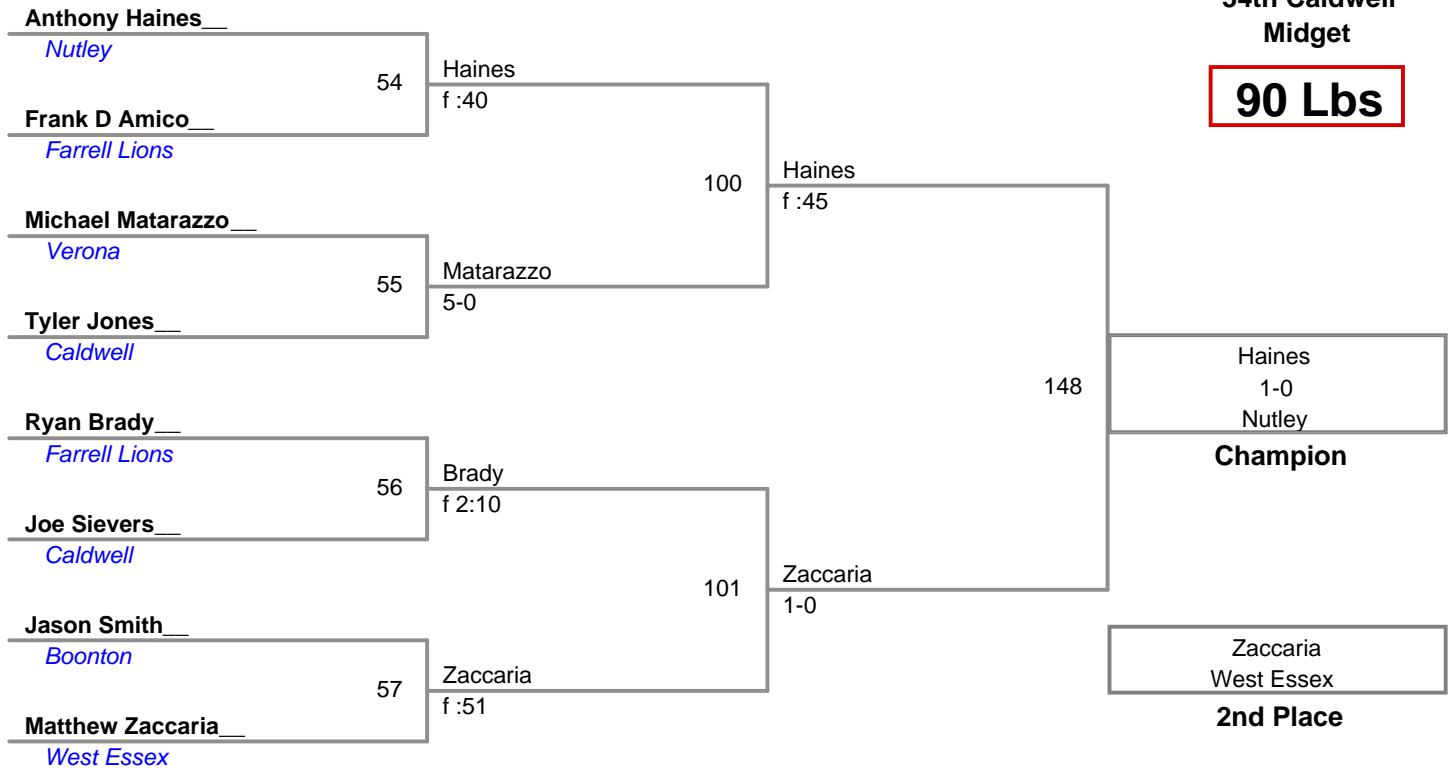 Anthony Haines__
Nutley
54
Haines
f :40
Frank D Amico__
Farrell Lions
100
Haines
f :45
Michael Matarazzo__
Verona
55
Matarazzo
5-0
Tyler Jones__
Caldwell
148
Ryan Brady__
Farrell Lions
56
Brady
f 2:10
Joe Sievers__
Caldwell
101
Zaccaria
1-0
Jason Smith__
Boonton
57
Zaccaria
f :51
Matthew Zaccaria__
West Essex
Caldwell
Midget
90 Lbs
Haines
1-0
Nutley
Champion
Zaccaria
West Essex
2nd Place